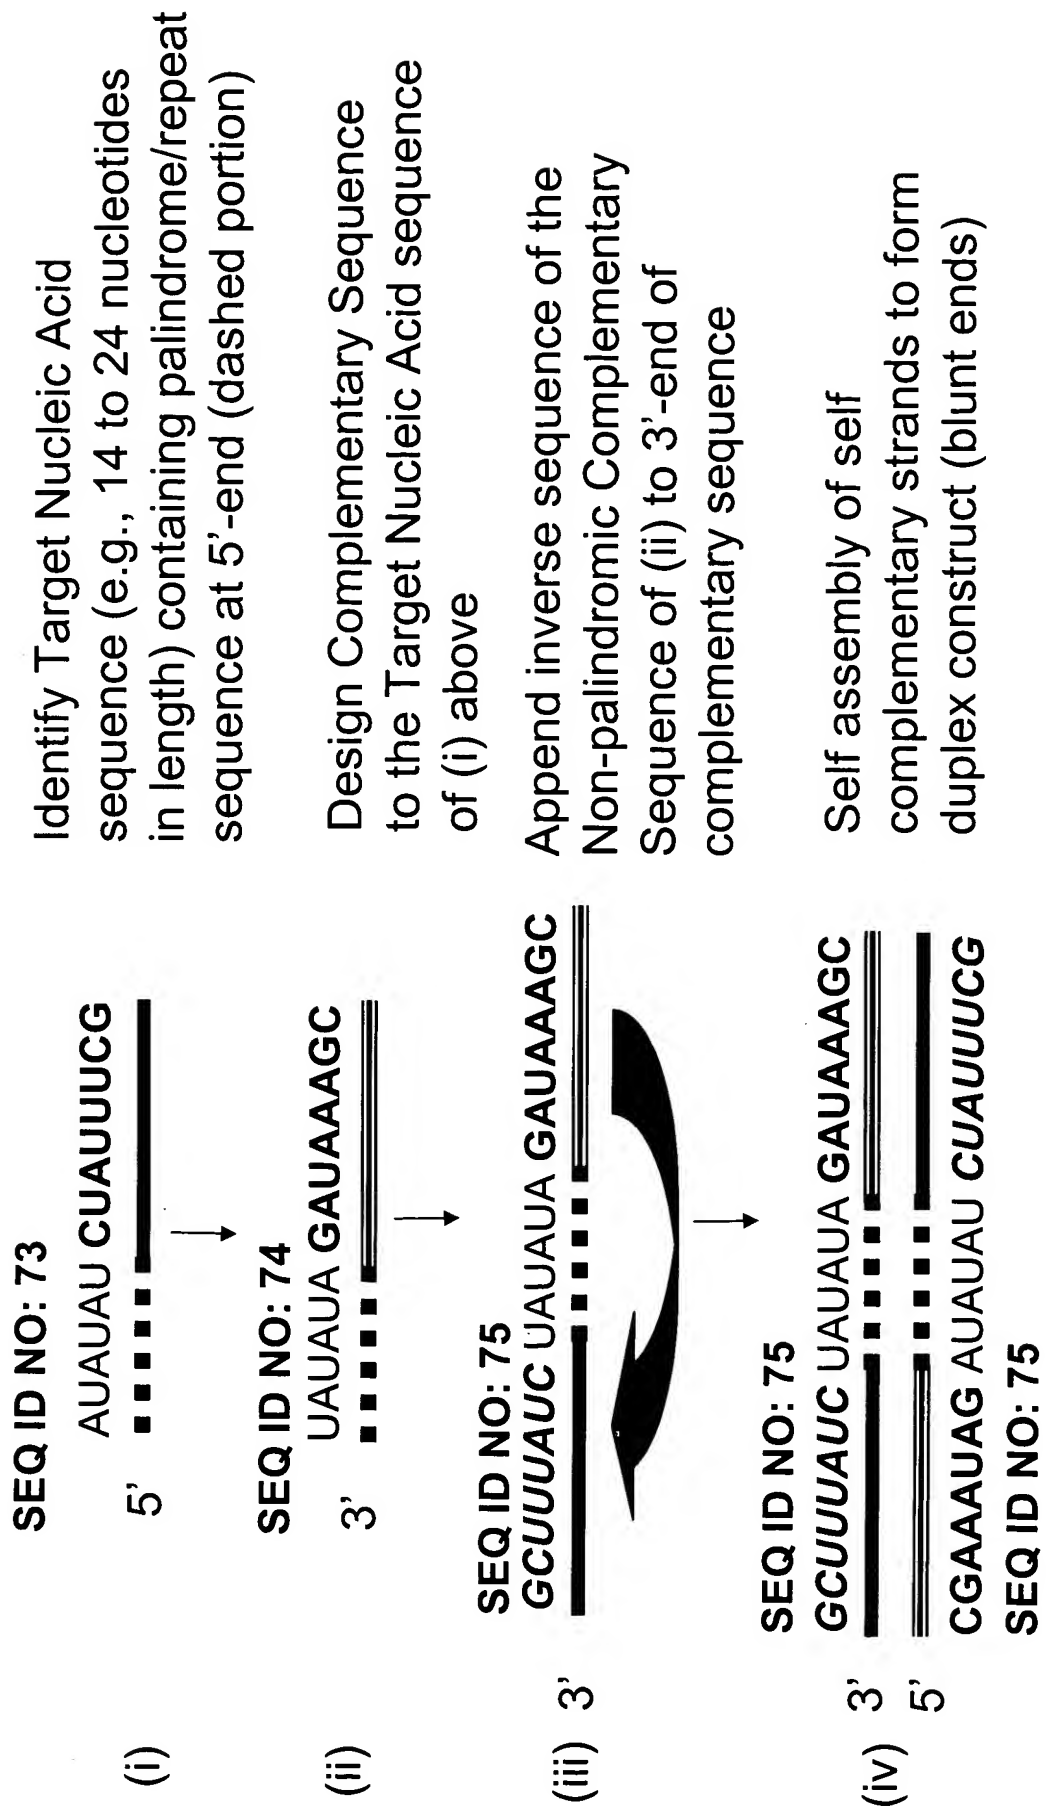 SEQ ID NO: 73
AUAUAU CUAUUUCG
(i)
5'
Identify Target Nucleic Acid
sequence (e.g., 14 to 24 nucleotides
in length) containing palindrome/repeat
sequence at 5'-end (dashed portion)
SEQ ID NO: 74
UAUAUA GAUAAAGC
(ii)
3'
Design Complementary Sequence
to the Target Nucleic Acid sequence
of (i) above
SEQ ID NO: 75
GCUUUAUC UAUAUA GAUAAAGC
(iii)
3'
Append inverse sequence of the
Non-palindromic Complementary
Sequence of (ii) to 3'-end of
complementary sequence
SEQ ID NO: 75
GCUUUAUC UAUAUA GAUAAAGC
(iv)
3'
5'
CGAAAUAG AUAUAU CUAUUUCG
SEQ ID NO: 75
Self assembly of self
complementary strands to form
duplex construct (blunt ends)